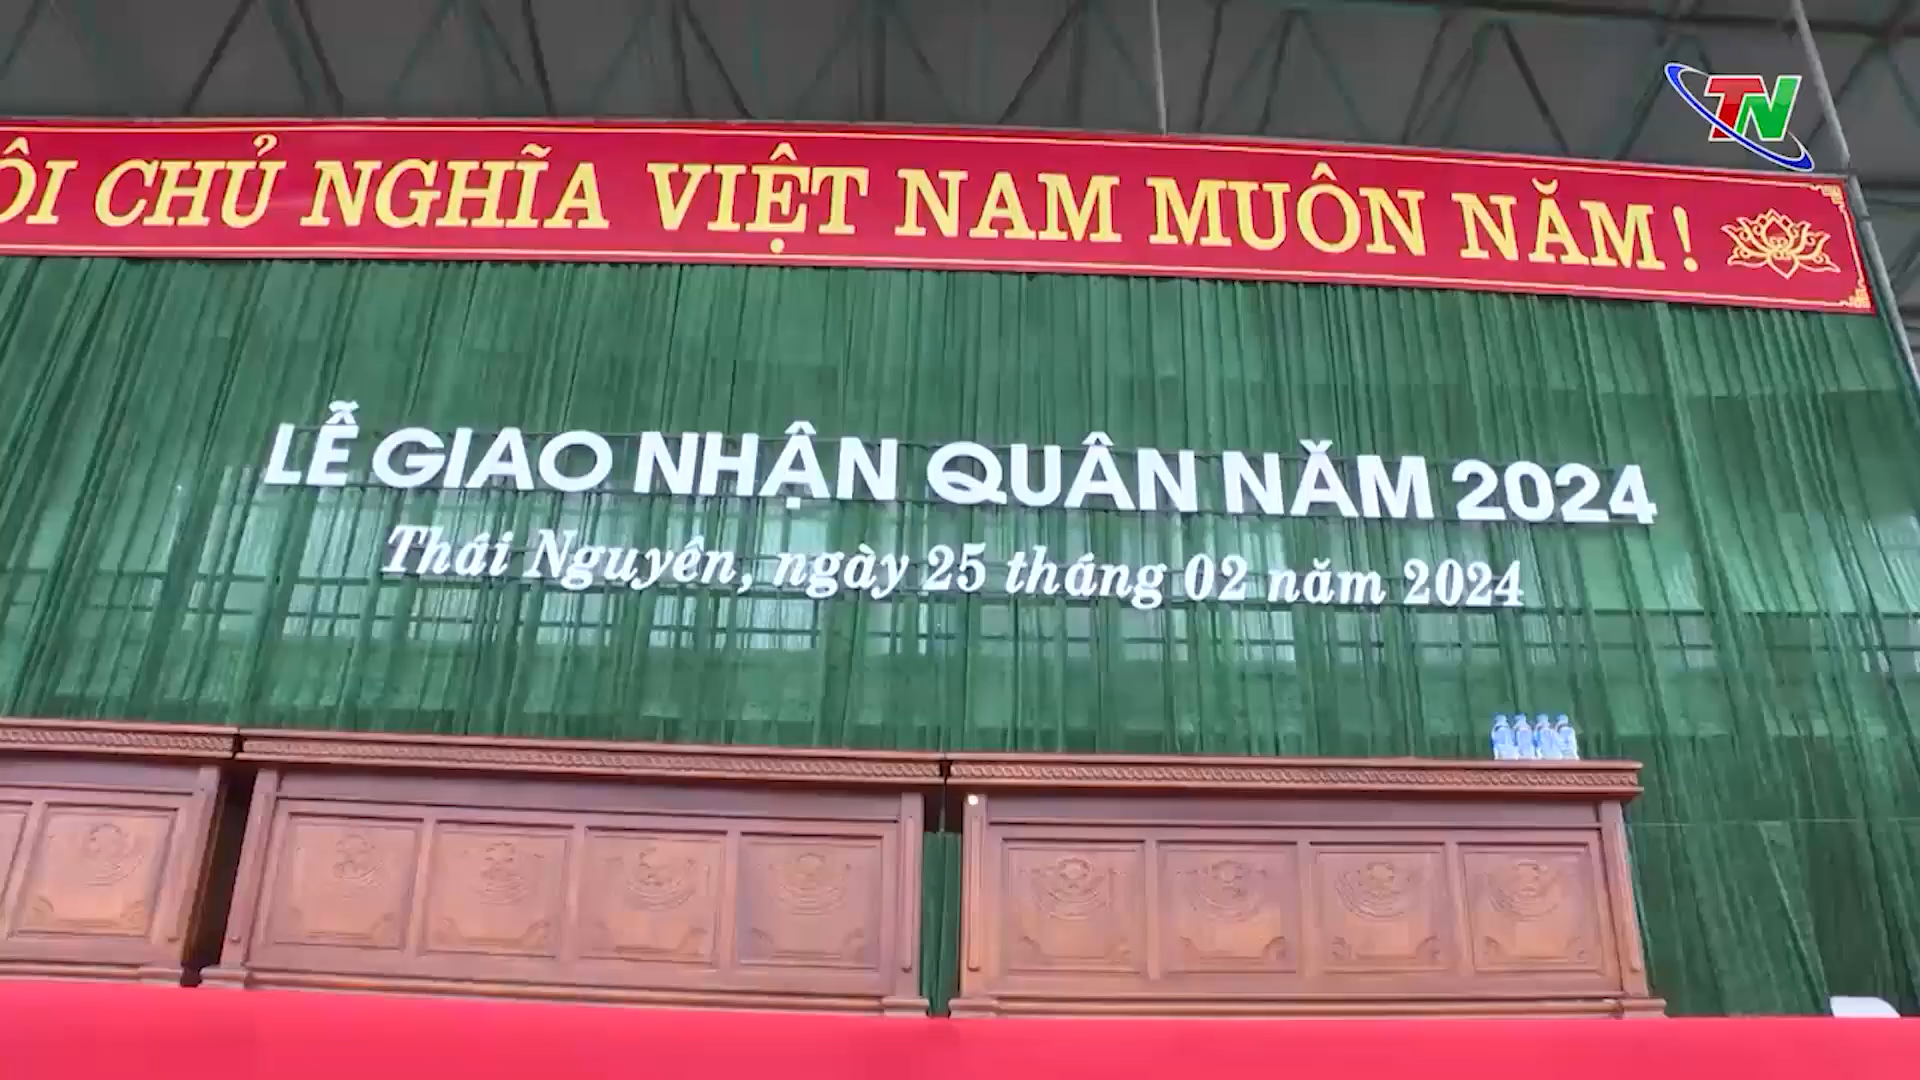 TN
CHỦ NGHĨA VIỆT NAM MUÔN NĂM!
LỄ GIAO NHẬN QUÂN NĂM 2024
Thái Nguyên, ngày 25 tháng 02 năm 2024